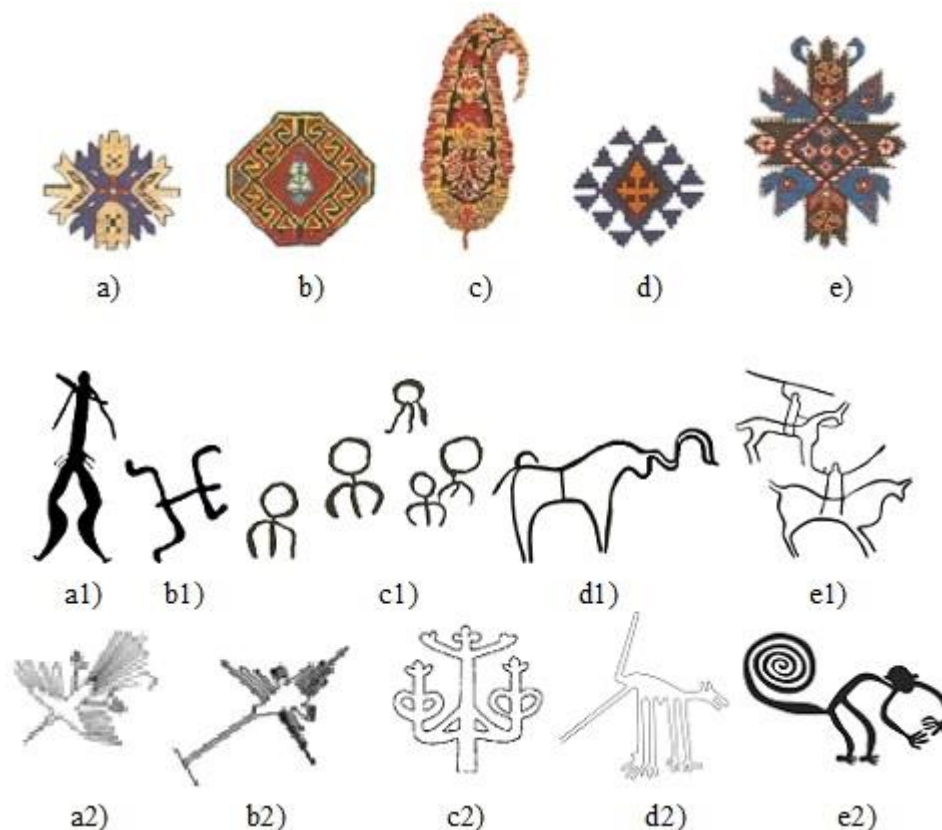 a) b) c) d) e)
a1) b1) c1) d1) e1)
a2) b2) c2) d2) e2)